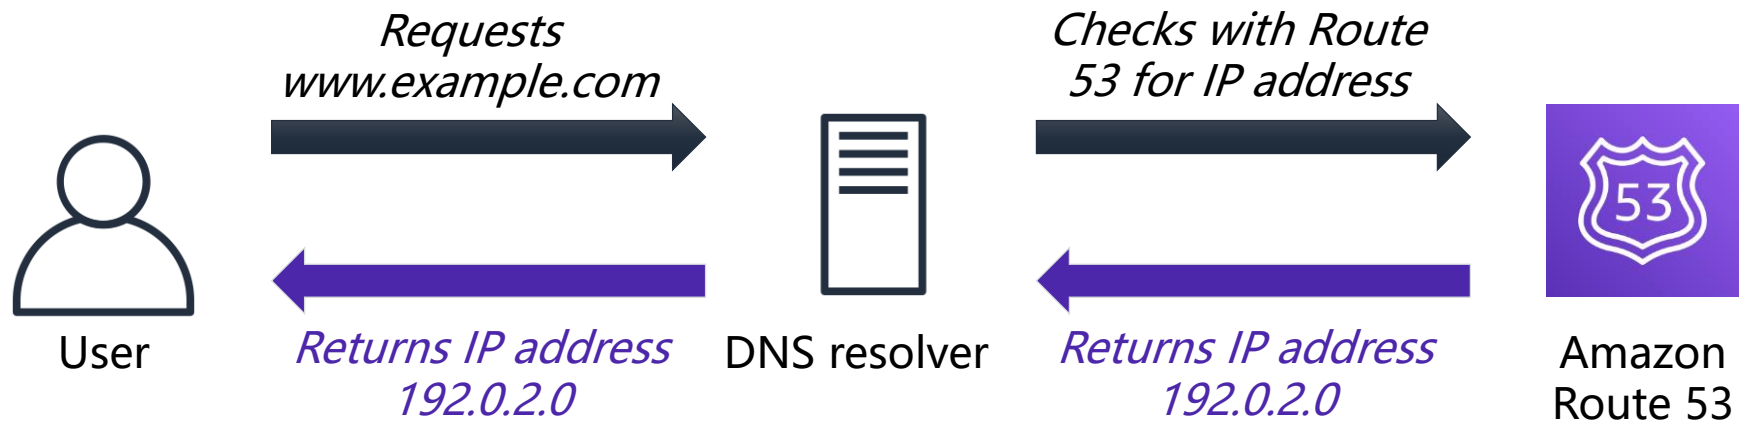 Requests
www.example.com
Checks with Route
53 for IP address
53
User
Returns IP address
192.0.2.0
DNS resolver
Returns IP address
192.0.2.0
Amazon
Route 53